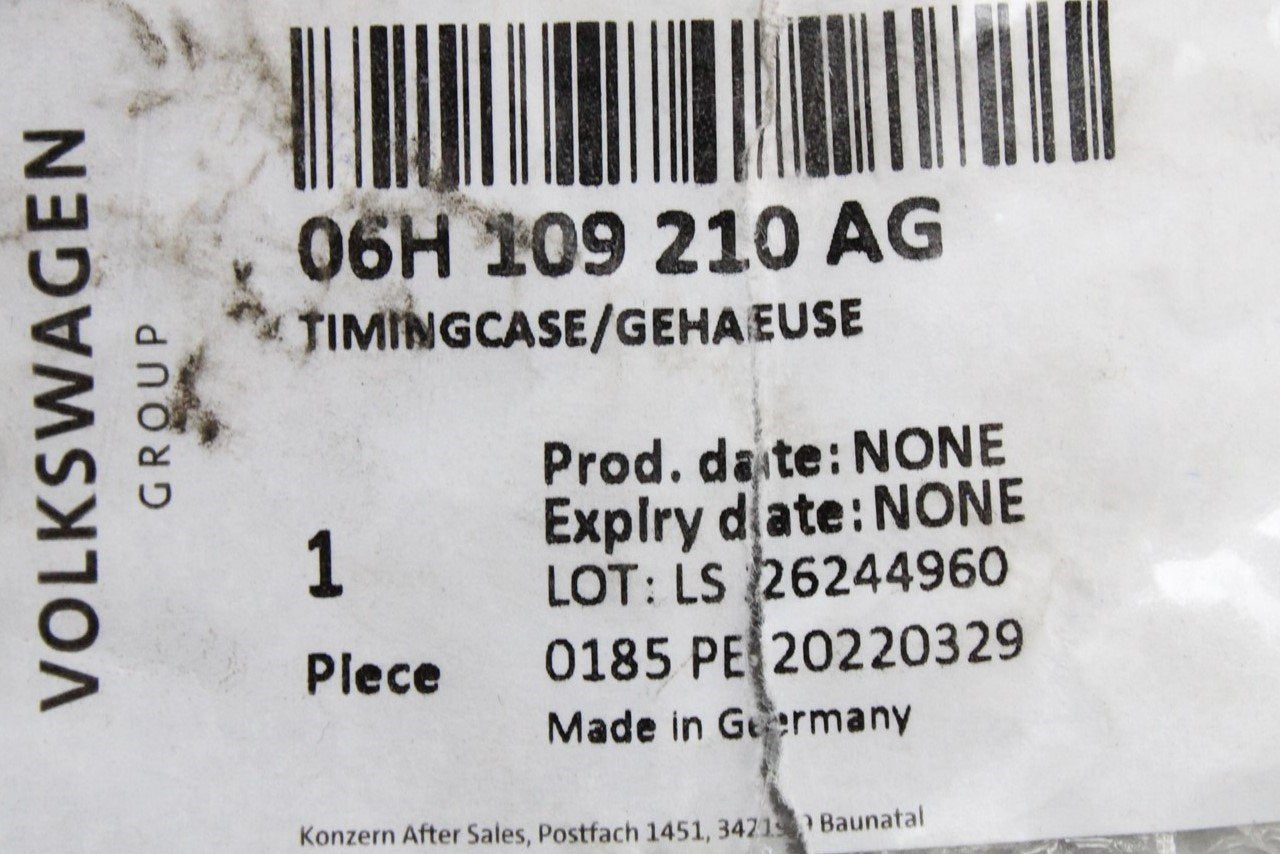 VOLKSWAGEN
GROUP
06H 109 210 AG
TIMINGCASE/GEHAEUSE
1
Piece
Prod. date: NONE
Expiry date: NONE
LOT: LS 26244960
0185 PE 20220329
Made in Germany
Konzern After Sales, Postfach 1451, Baunatal